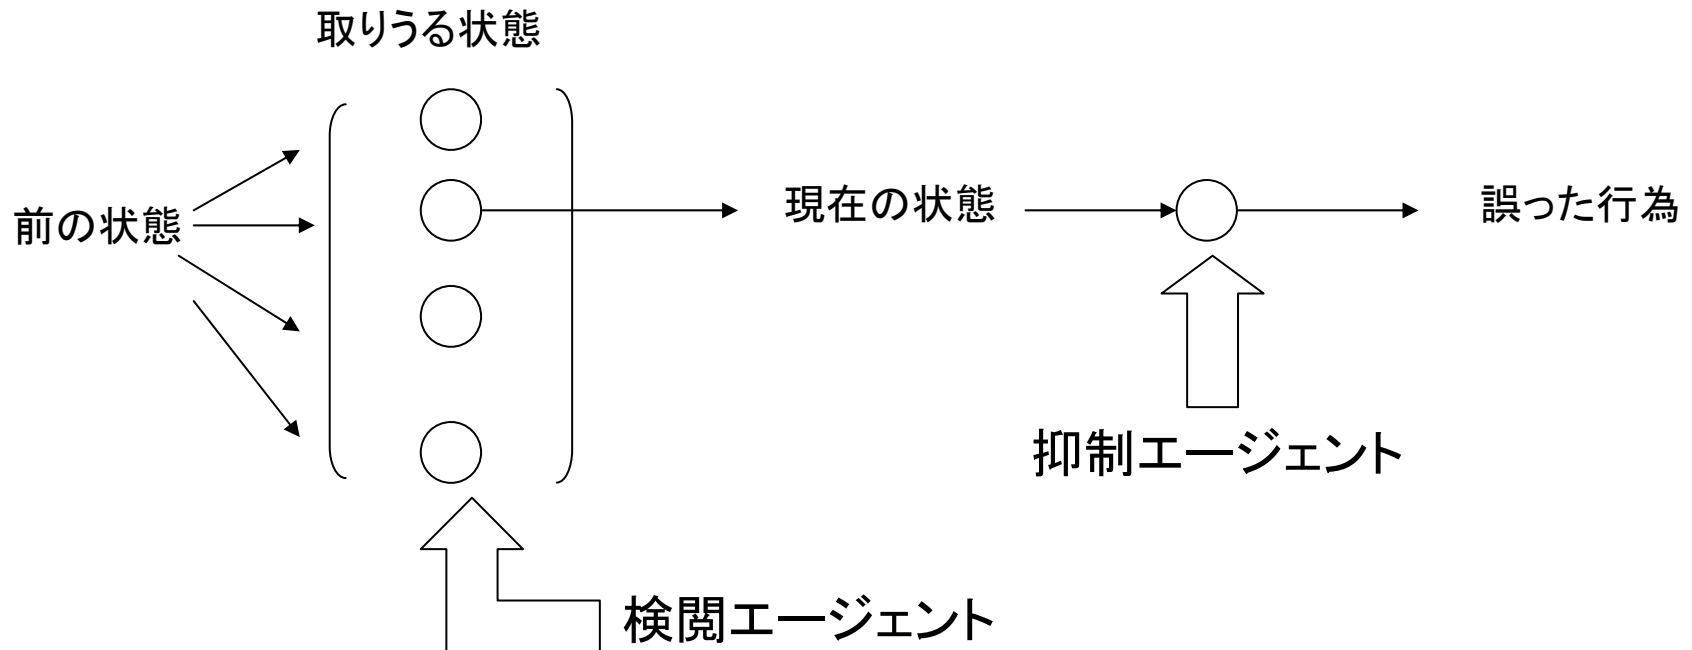 取りうる状態
前の状態
現在の状態
誤った行為
抑制エージェント
検閲エージェント